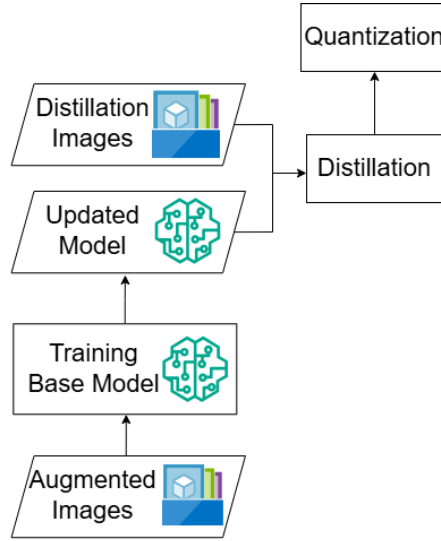 Quantization
Distillation
Images
Distillation
Updated
Model
Training
Base Model
Augmented
Images